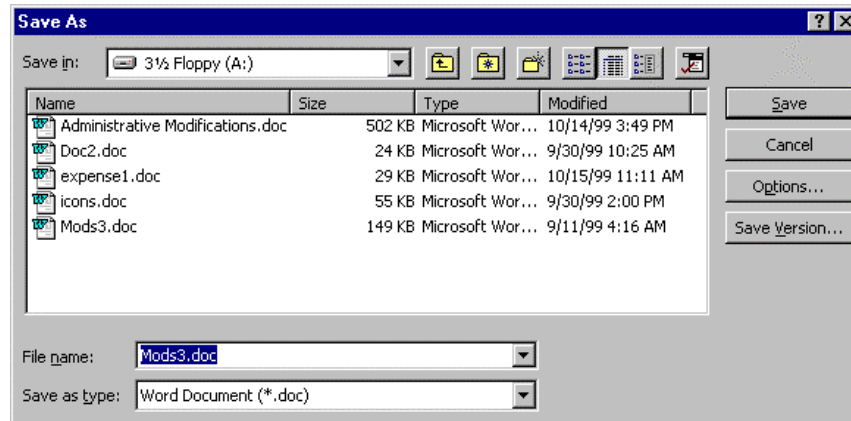 Save As
Save in: 3½ Floppy (A:)
Name Size Type Modified
Administrative Modifications.doc 502 KB Microsoft Wor... 10/14/99 3:49 PM
Doc2.doc 24 KB Microsoft Wor... 9/30/99 10:25 AM
expense1.doc 29 KB Microsoft Wor... 10/15/99 11:11 AM
icons.doc 55 KB Microsoft Wor... 9/30/99 2:00 PM
Mods3.doc 149 KB Microsoft Wor... 9/11/99 4:16 AM
Save
Cancel
Options...
Save Version...
File name: Mods3.doc
Save as type: Word Document (*.doc)